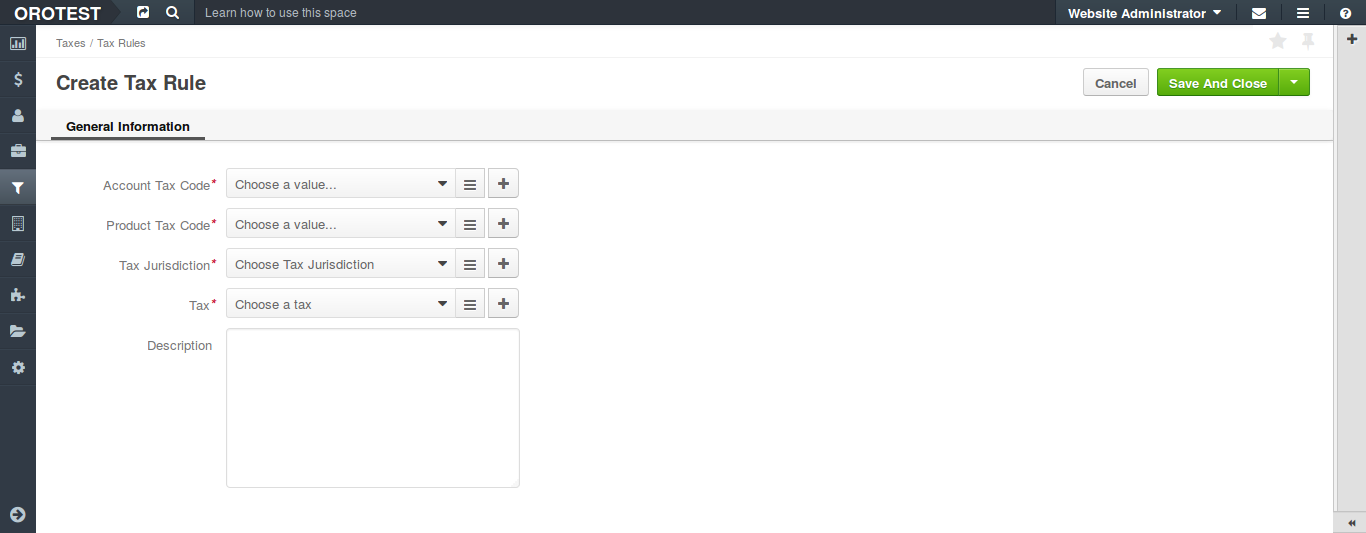 OROTEST Learn how to use this space Website Administrator
Taxes / Tax Rules
Create Tax Rule Cancel Save And Close
General Information
Account Tax Code* Choose a value...
Product Tax Code* Choose a value...
Tax Jurisdiction* Choose Tax Jurisdiction
Tax* Choose a tax
Description